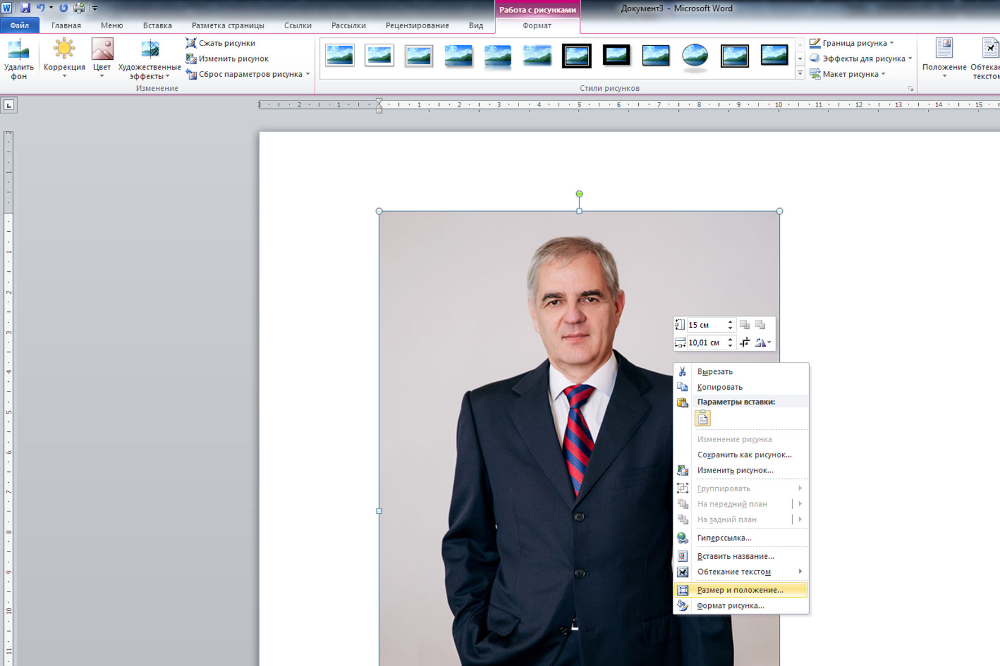 Работа с рисунками
Документ3 - Microsoft Word
Файл
Главная
Меню
Вставка
Разметка страницы
Ссылки
Рассылки
Рецензирование
Вид
Формат
Удалить
фон
Коррекция
Цвет
Художественные
эффекты
Сжать рисунки
Изменить рисунок
Сброс параметров рисунка
Изменение
Стили рисунков
Граница рисунка
Эффекты для рисунка
Макет рисунка
Положение
Обтекан
тексто
3 2 1 1 2 3 4 5 6 7 8 9 10 11 12 13 14 15
2
1
1
2
3
4
5
6
7
8
9
10
11
15 см
10,01 см
Вырезать
Копировать
Параметры вставки:
Изменение рисунка
Сохранить как рисунок...
Изменить рисунок...
Группировать
На передний план
На задний план
Гиперссылка...
Вставить название...
Обтекание текстом
Размер и положение...
Формат рисунка...